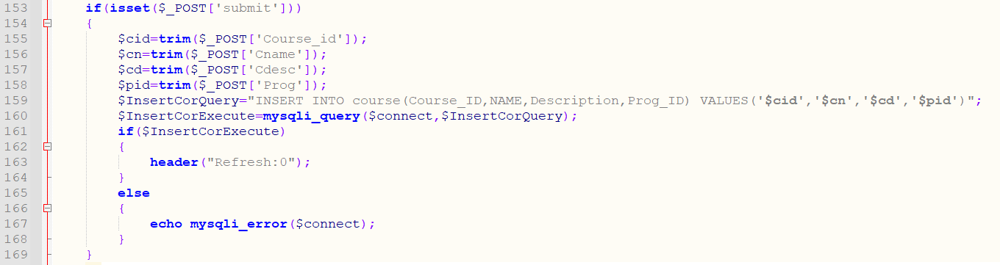 153 if(isset($_POST['submit']))
154 {
155 $cid=trim($_POST['Course_id']);
156 $cn=trim($_POST['Cname']);
157 $cd=trim($_POST['Cdesc']);
158 $pid=trim($_POST['Prog']);
159 $InsertCorQuery="INSERT INTO course(Course_ID,NAME,Description,Prog_ID) VALUES('$cid','$cn','$cd','$pid')";
160 $InsertCorExecute=mysqli_query($connect,$InsertCorQuery);
161 if($InsertCorExecute)
162 {
163 header("Refresh:0");
164 }
165 else
166 {
167 echo mysqli_error($connect);
168 }
169 }